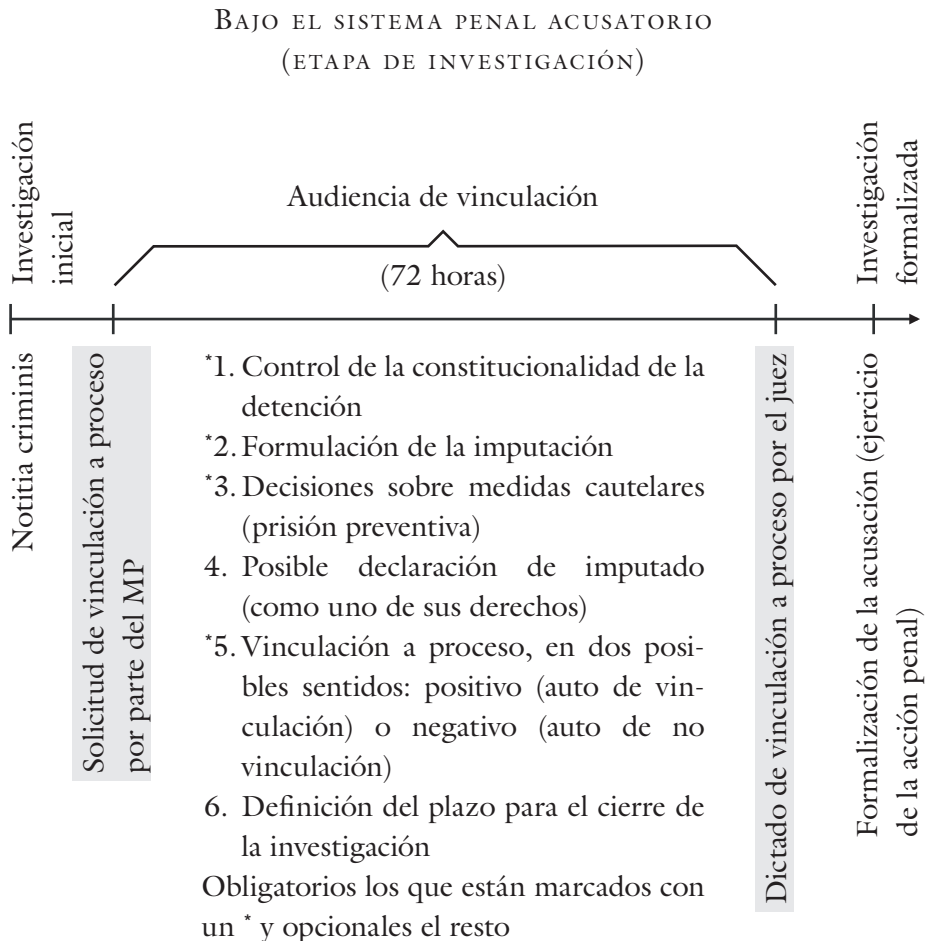 BAJO EL SISTEMA PENAL ACUSATORIO
(ETAPA DE INVESTIGACIÓN)
Investigación
inicial
Audiencia de vinculación
(72 horas)
Investigación
formalizada
Notitia criminis
Solicitud de vinculación a proceso
por parte del MP
*1. Control de la constitucionalidad de la
detención
*2. Formulación de la imputación
*3. Decisiones sobre medidas cautelares
(prisión preventiva)
4. Posible declaración de imputado
(como uno de sus derechos)
*5. Vinculación a proceso, en dos posi-
bles sentidos: positivo (auto de vin-
culación) o negativo (auto de no
vinculación)
6. Definición del plazo para el cierre de
la investigación
Obligatorios los que están marcados con
un * y opcionales el resto
Dictado de vinculación a proceso por el juez
Formalización de la acusación (ejercicio
de la acción penal)